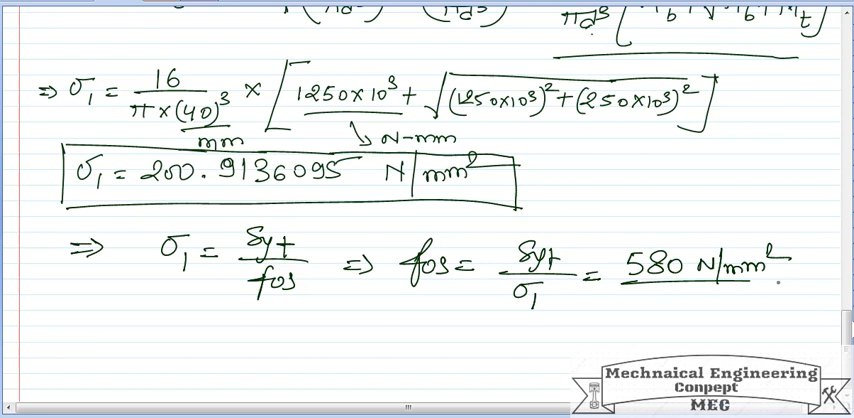 ⇒ σ₁ = 16 / π×(40)³ × [1250×10³ + √(1250×10³)² + (250×10³)²]
mm
↘ N-mm
σ₁ = 200.9136095 N/mm²
⇒ σ₁ = Syt / fos ⇒ fos = Syt / σ₁ = 580 N/mm²
Mechnaical Engineering
Conpept
MEC